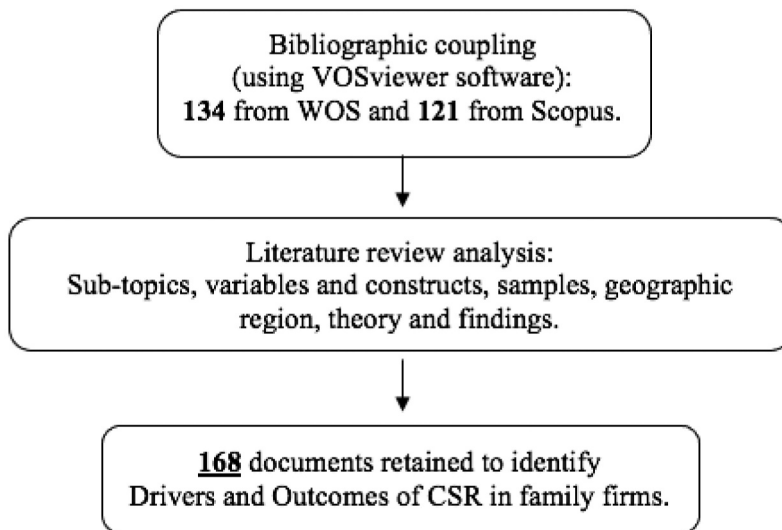 Bibliographic coupling
(using VOSviewer software):
134 from WOS and 121 from Scopus.
Literature review analysis:
Sub-topics, variables and constructs, samples, geographic
region, theory and findings.
168 documents retained to identify
Drivers and Outcomes of CSR in family firms.